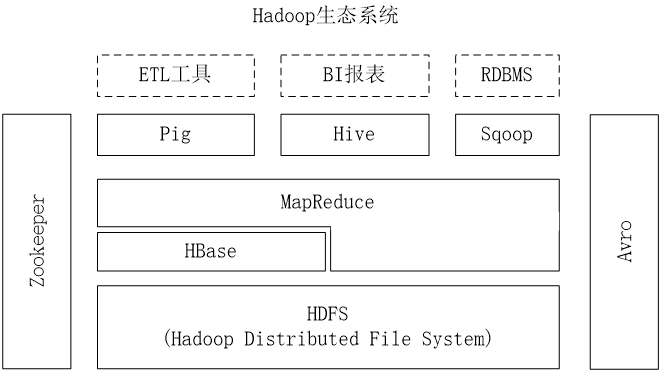 Hadoop生态系统
ETL工具
BI报表
RDBMS
Pig
Hive
Sqoop
Zookeeper
MapReduce
HBase
HDFS
(Hadoop Distributed File System)
Avro